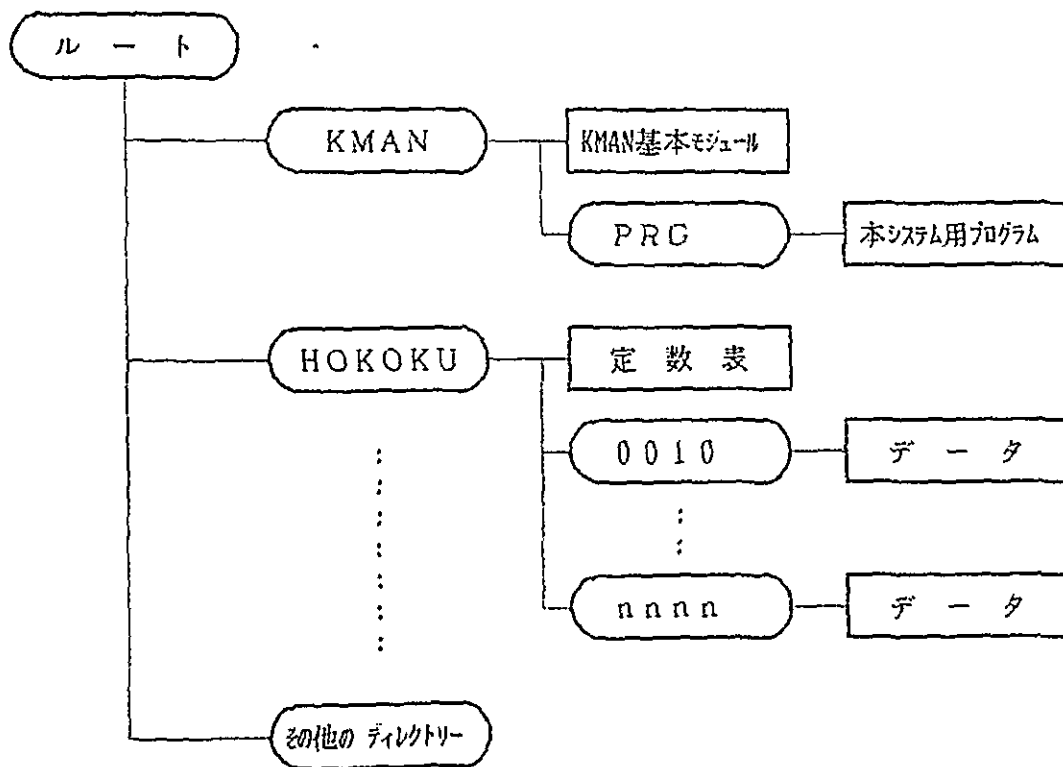 ルート
KMAN
KMAN基本モジュール
PRG
本システム用プログラム
HOKOKU
定数表
0010
データ
nnnn
データ
その他の ディレクトリー